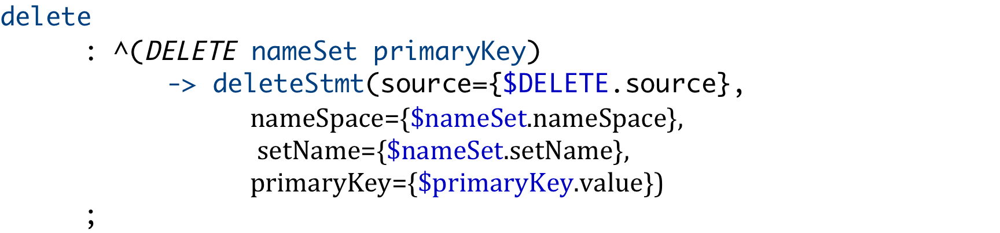 delete
: ^(DELETE nameSet primaryKey)
-> deleteStmt(source={$DELETE.source},
nameSpace={$nameSet.nameSpace},
setName={$nameSet.setName},
primaryKey={$primaryKey.value})
;